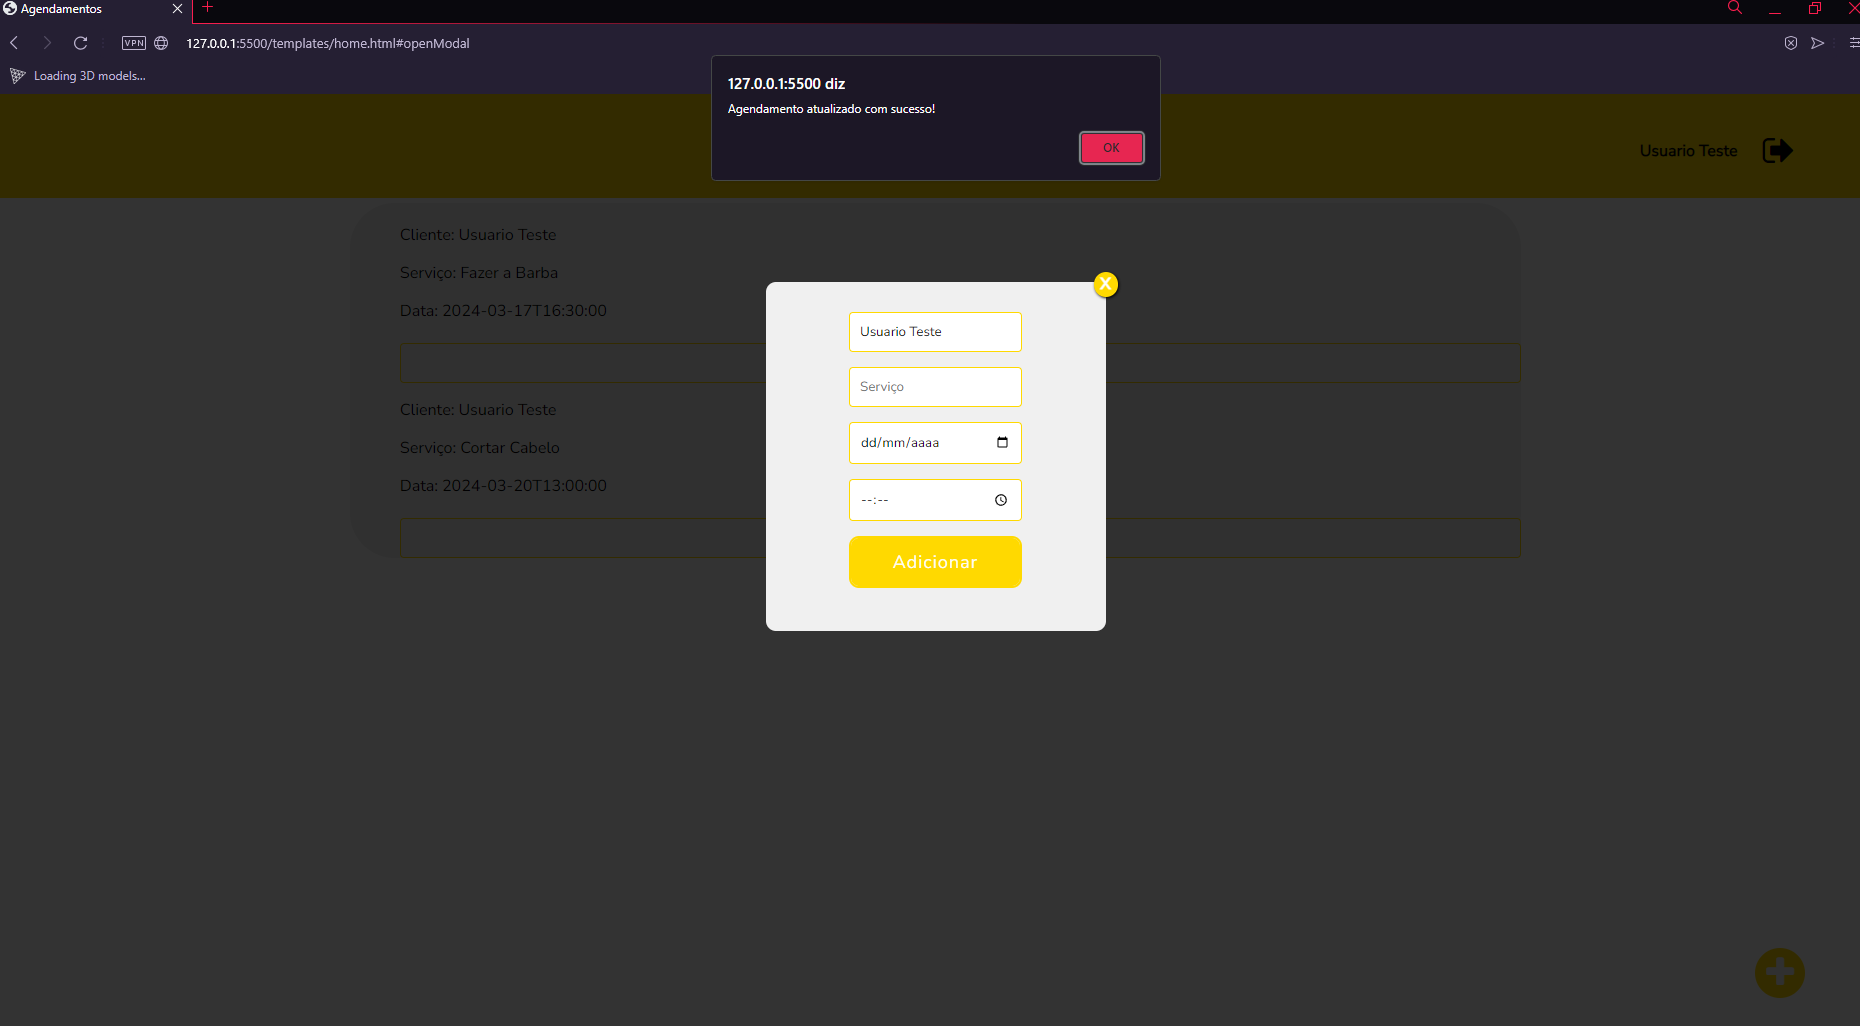 Agendamentos
VPN
127.0.0.1:5500/templates/home.html#openModal
Loading 3D models...
127.0.0.1:5500 diz
Agendamento atualizado com sucesso!
OK
Usuario Teste
Cliente: Usuario Teste
Serviço: Fazer a Barba
Data: 2024-03-17T16:30:00
Cliente: Usuario Teste
Serviço: Cortar Cabelo
Data: 2024-03-20T13:00:00
X
Usuario Teste
Serviço
dd/mm/aaaa
--:--
Adicionar